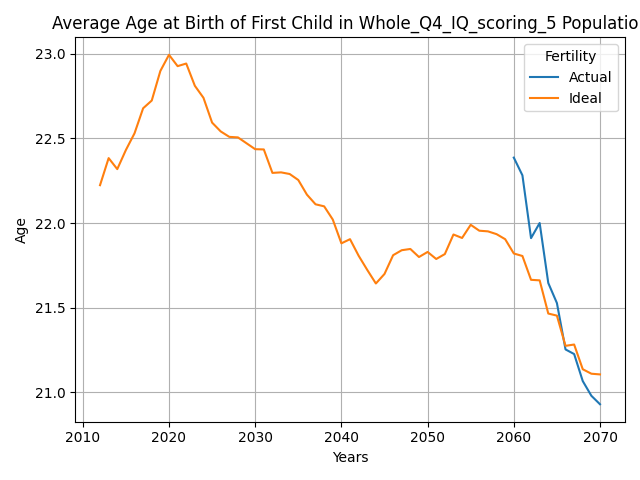 Average Age at Birth of First Child in Whole_Q4_IQ_scoring_5 Populatio
Fertility
Actual
Ideal
23.0
22.5
22.0
21.5
21.0
Age
2010 2020 2030 2040 2050 2060 2070
Years